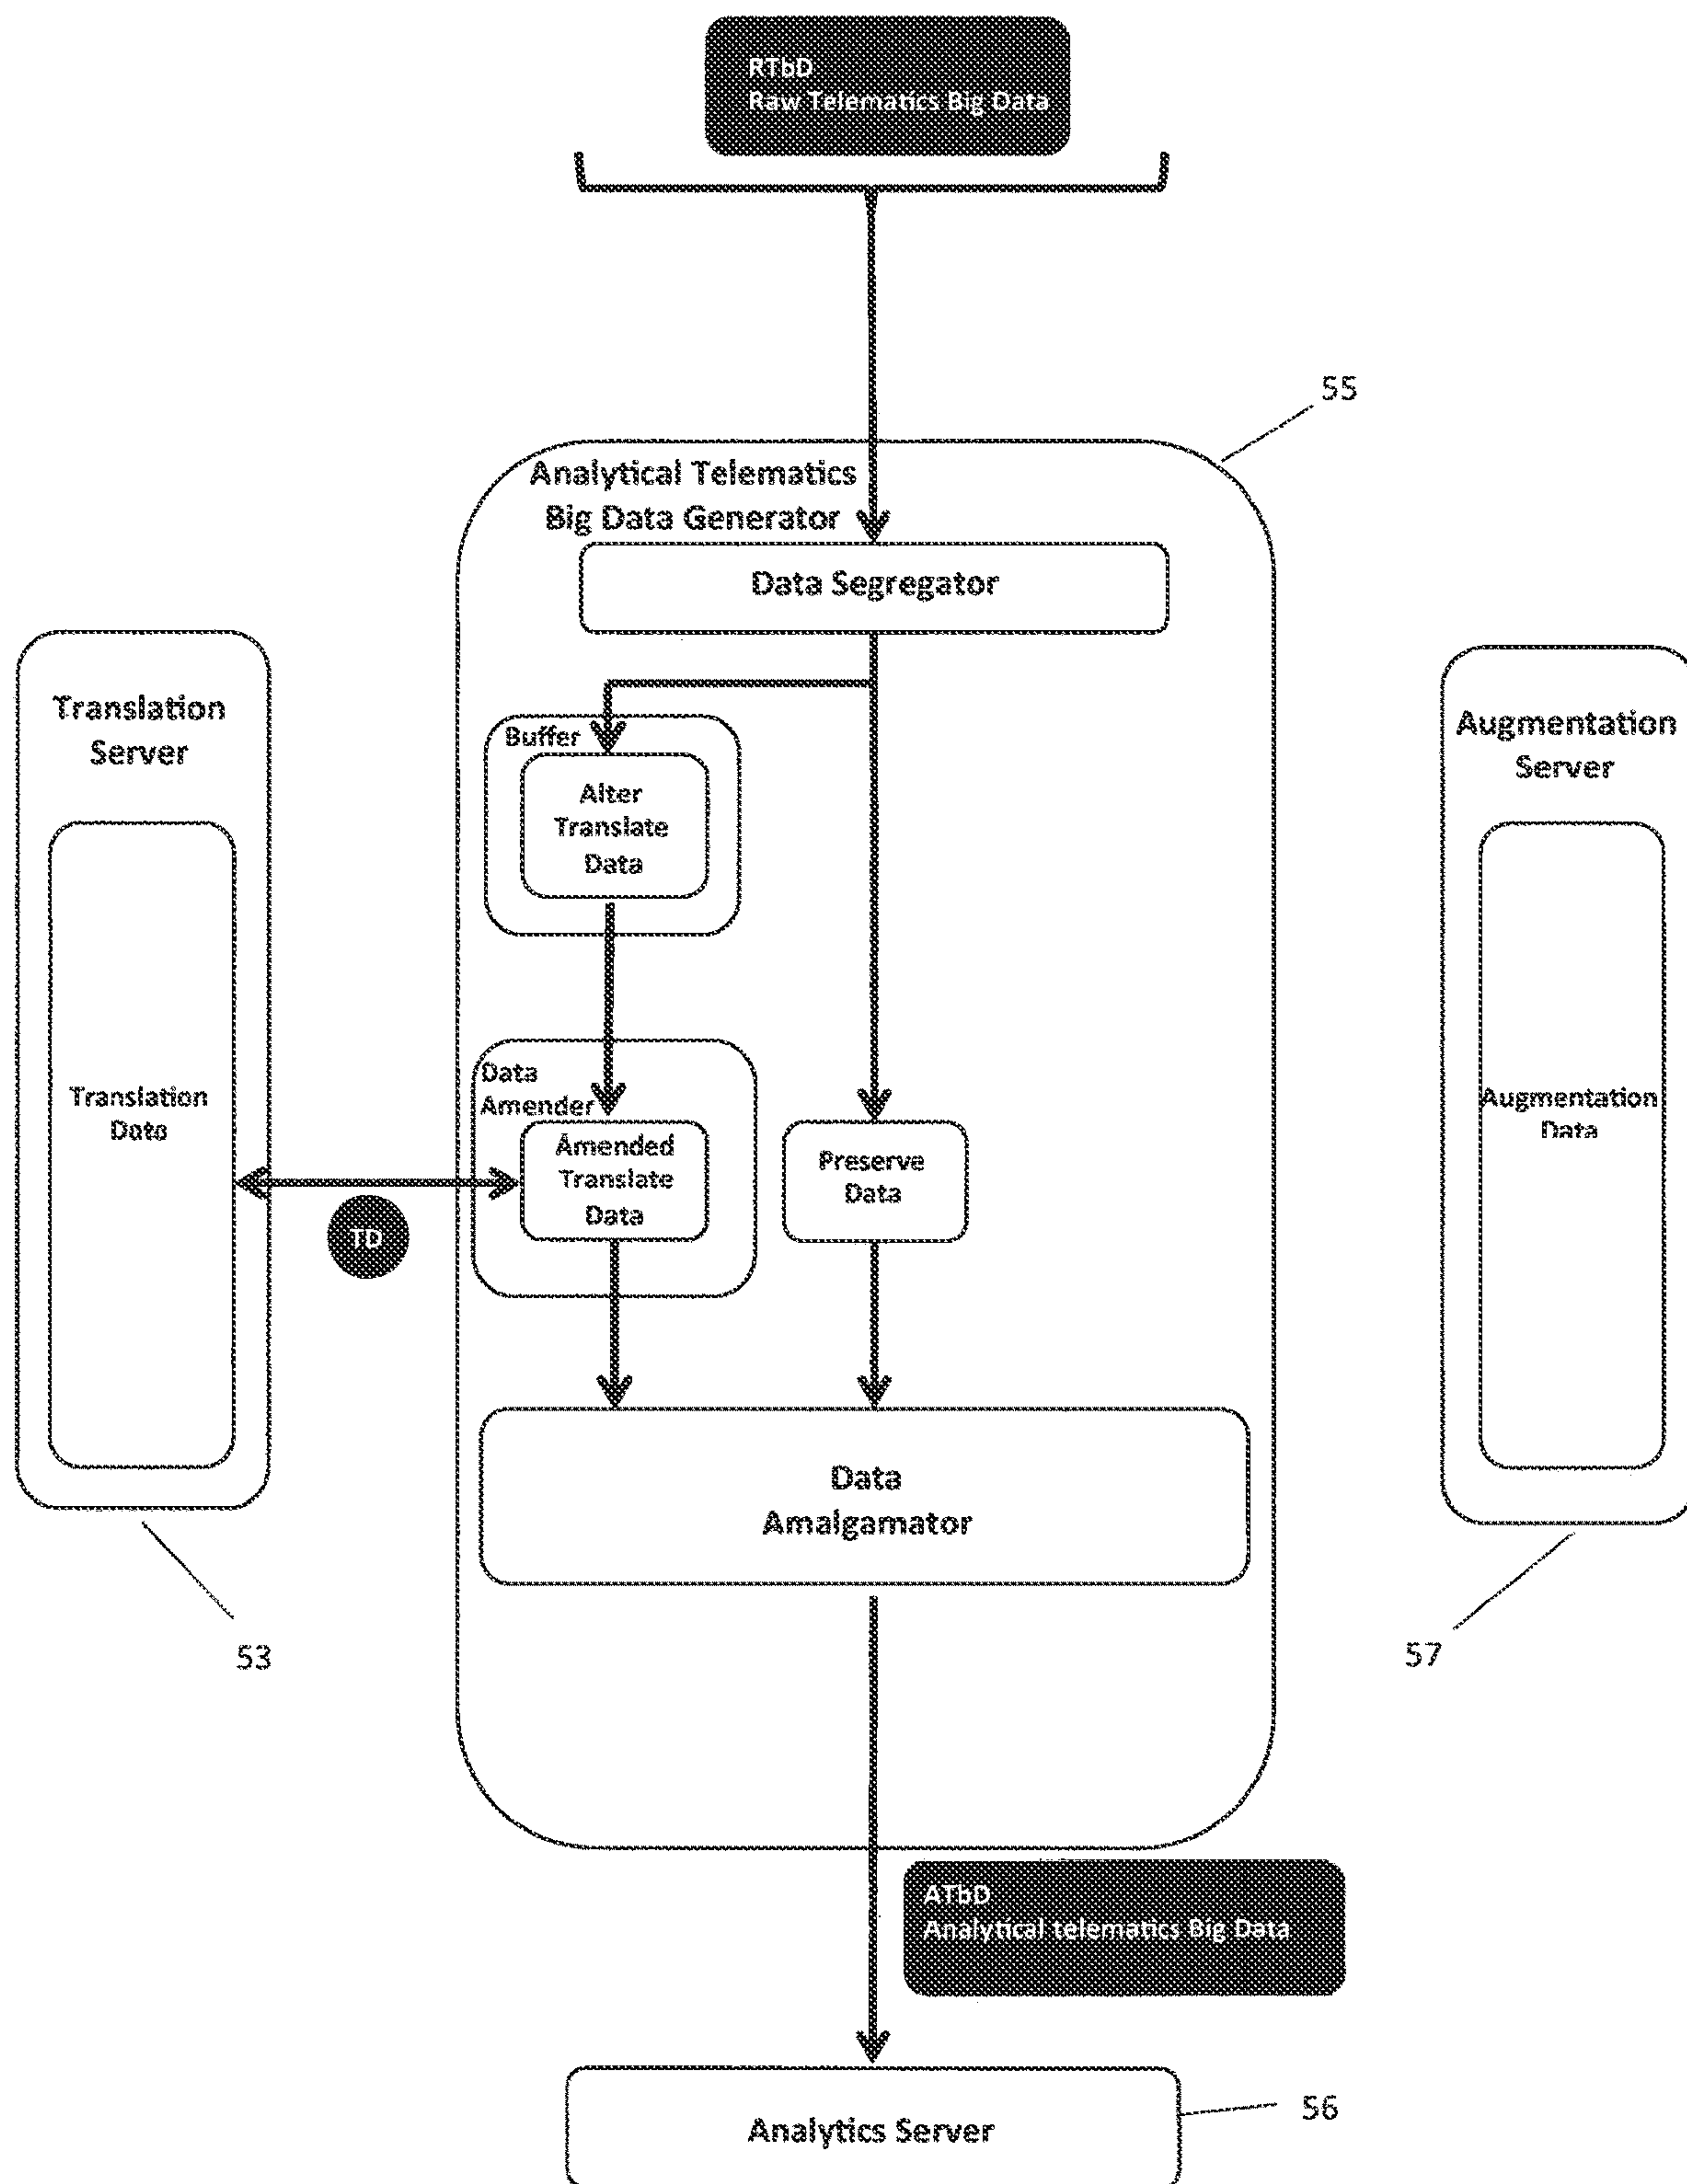 RTbD
Raw Telematics Big Data
55
Analytical Telematics
Big Data Generator
Data Segregator
Translation
Server
Augmentation
Server
Buffer
Alter
Translate
Data
Data
Amender
Translation
Data
Augmentation
Data
Amended
Translate
Data
Preserve
Data
TD
Data
Amalgamator
53
57
ATbD
Analytical telematics Big Data
56
Analytics Server